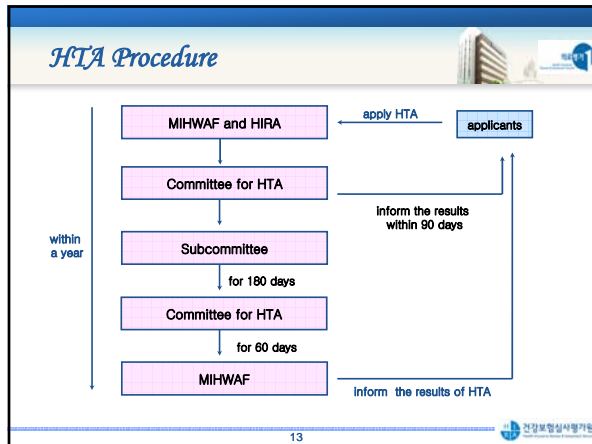 HTA Procedure
MIHWAF and HIRA
apply HTA
applicants
Committee for HTA
inform the results
within 90 days
within
a year
Subcommittee
for 180 days
Committee for HTA
for 60 days
MIHWAF
inform the results of HTA
13
건강보험심사평가원